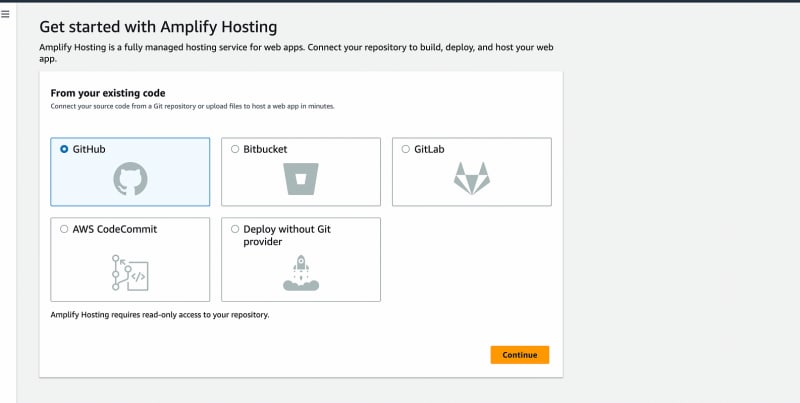 Get started with Amplify Hosting
Amplify Hosting is a fully managed hosting service for web apps. Connect your repository to build, deploy, and host your web
app.
From your existing code
Connect your source code from a Git repository or upload files to host a web app in minutes.
GitHub
Bitbucket
GitLab
AWS CodeCommit
Deploy without Git
provider
Amplify Hosting requires read-only access to your repository.
Continue